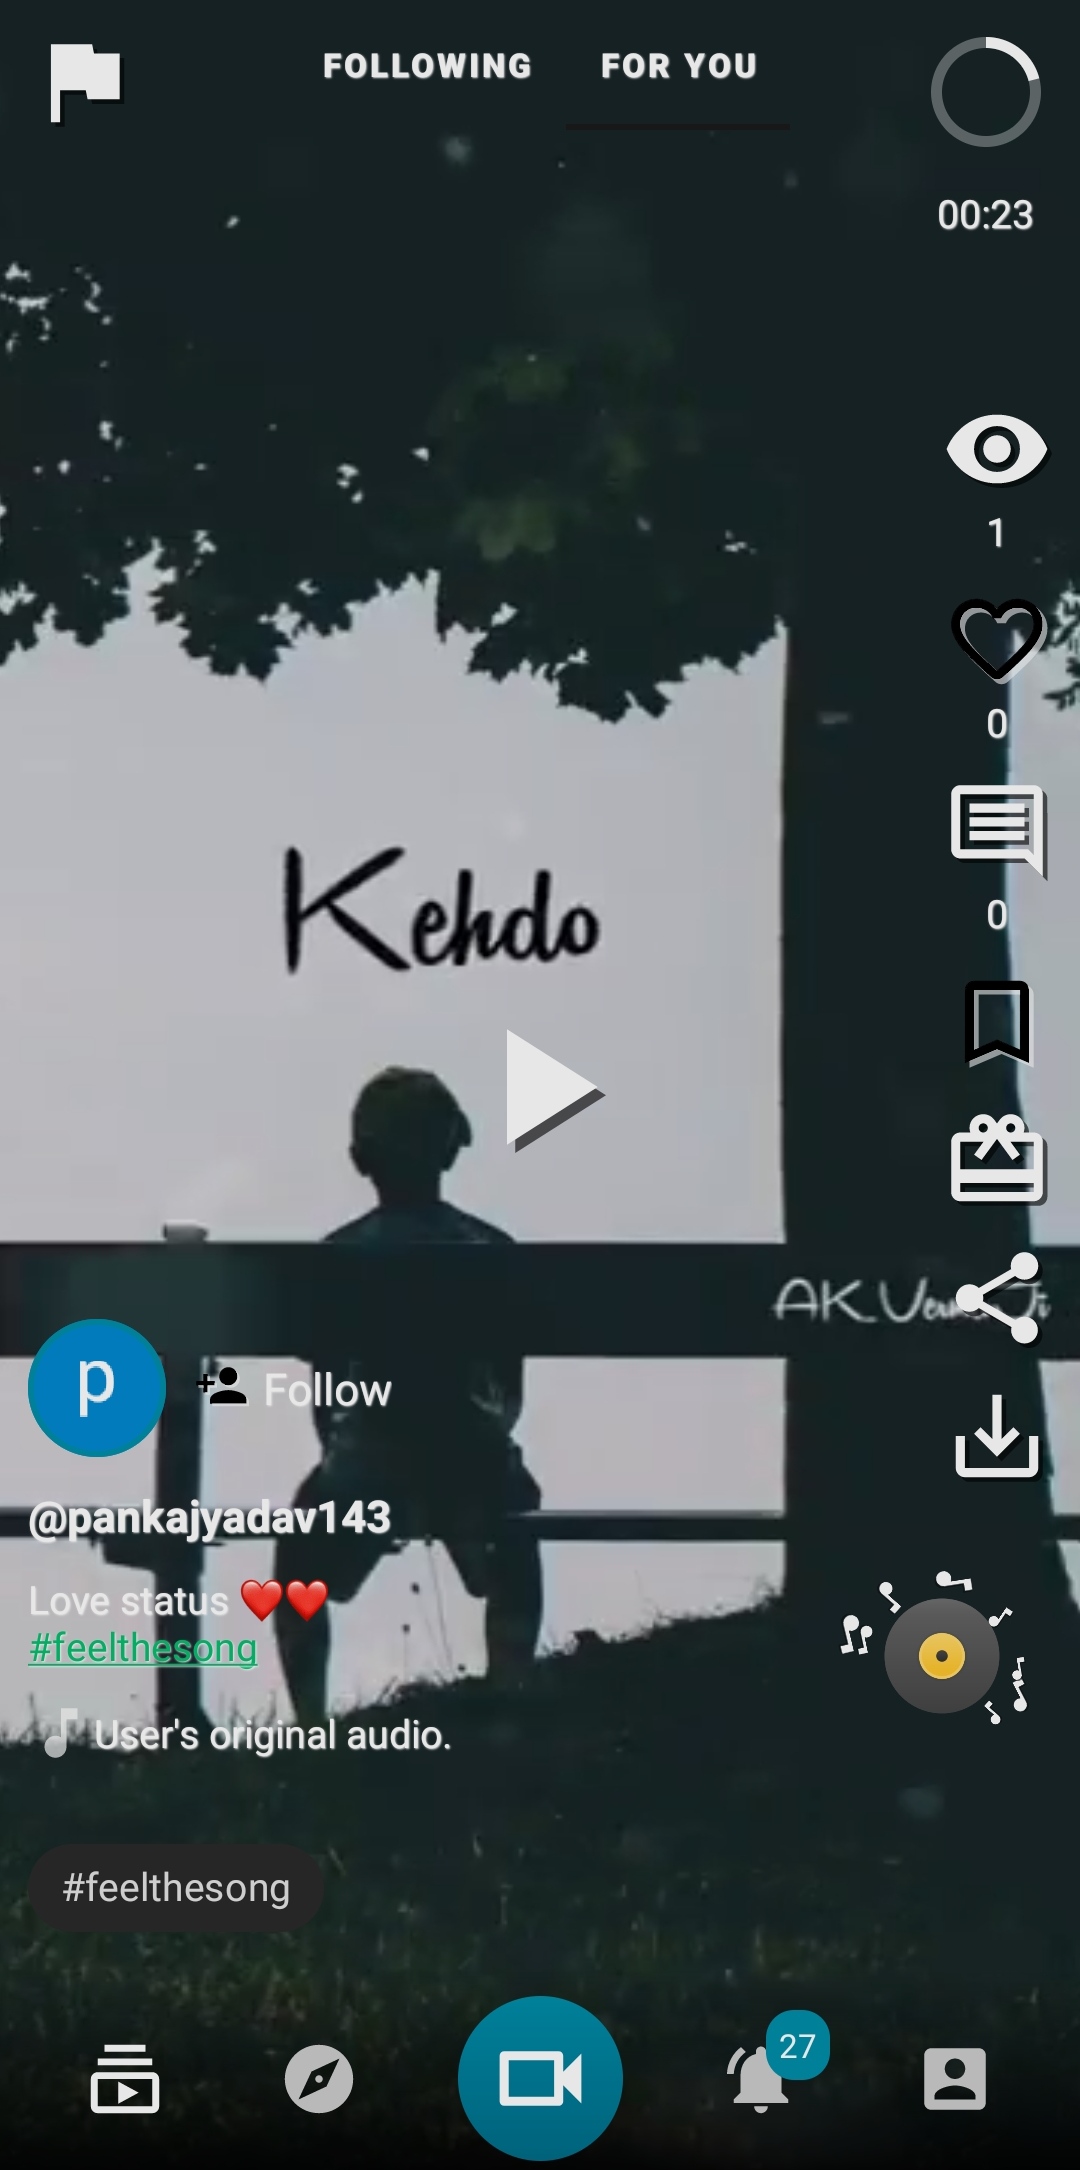 FOLLOWING FOR YOU
00:23
1
0
0
Kehdo
AK
p
Follow
@pankajyadav143
Love status ❤️❤️
#feelthesong
User's original audio.
#feelthesong
27